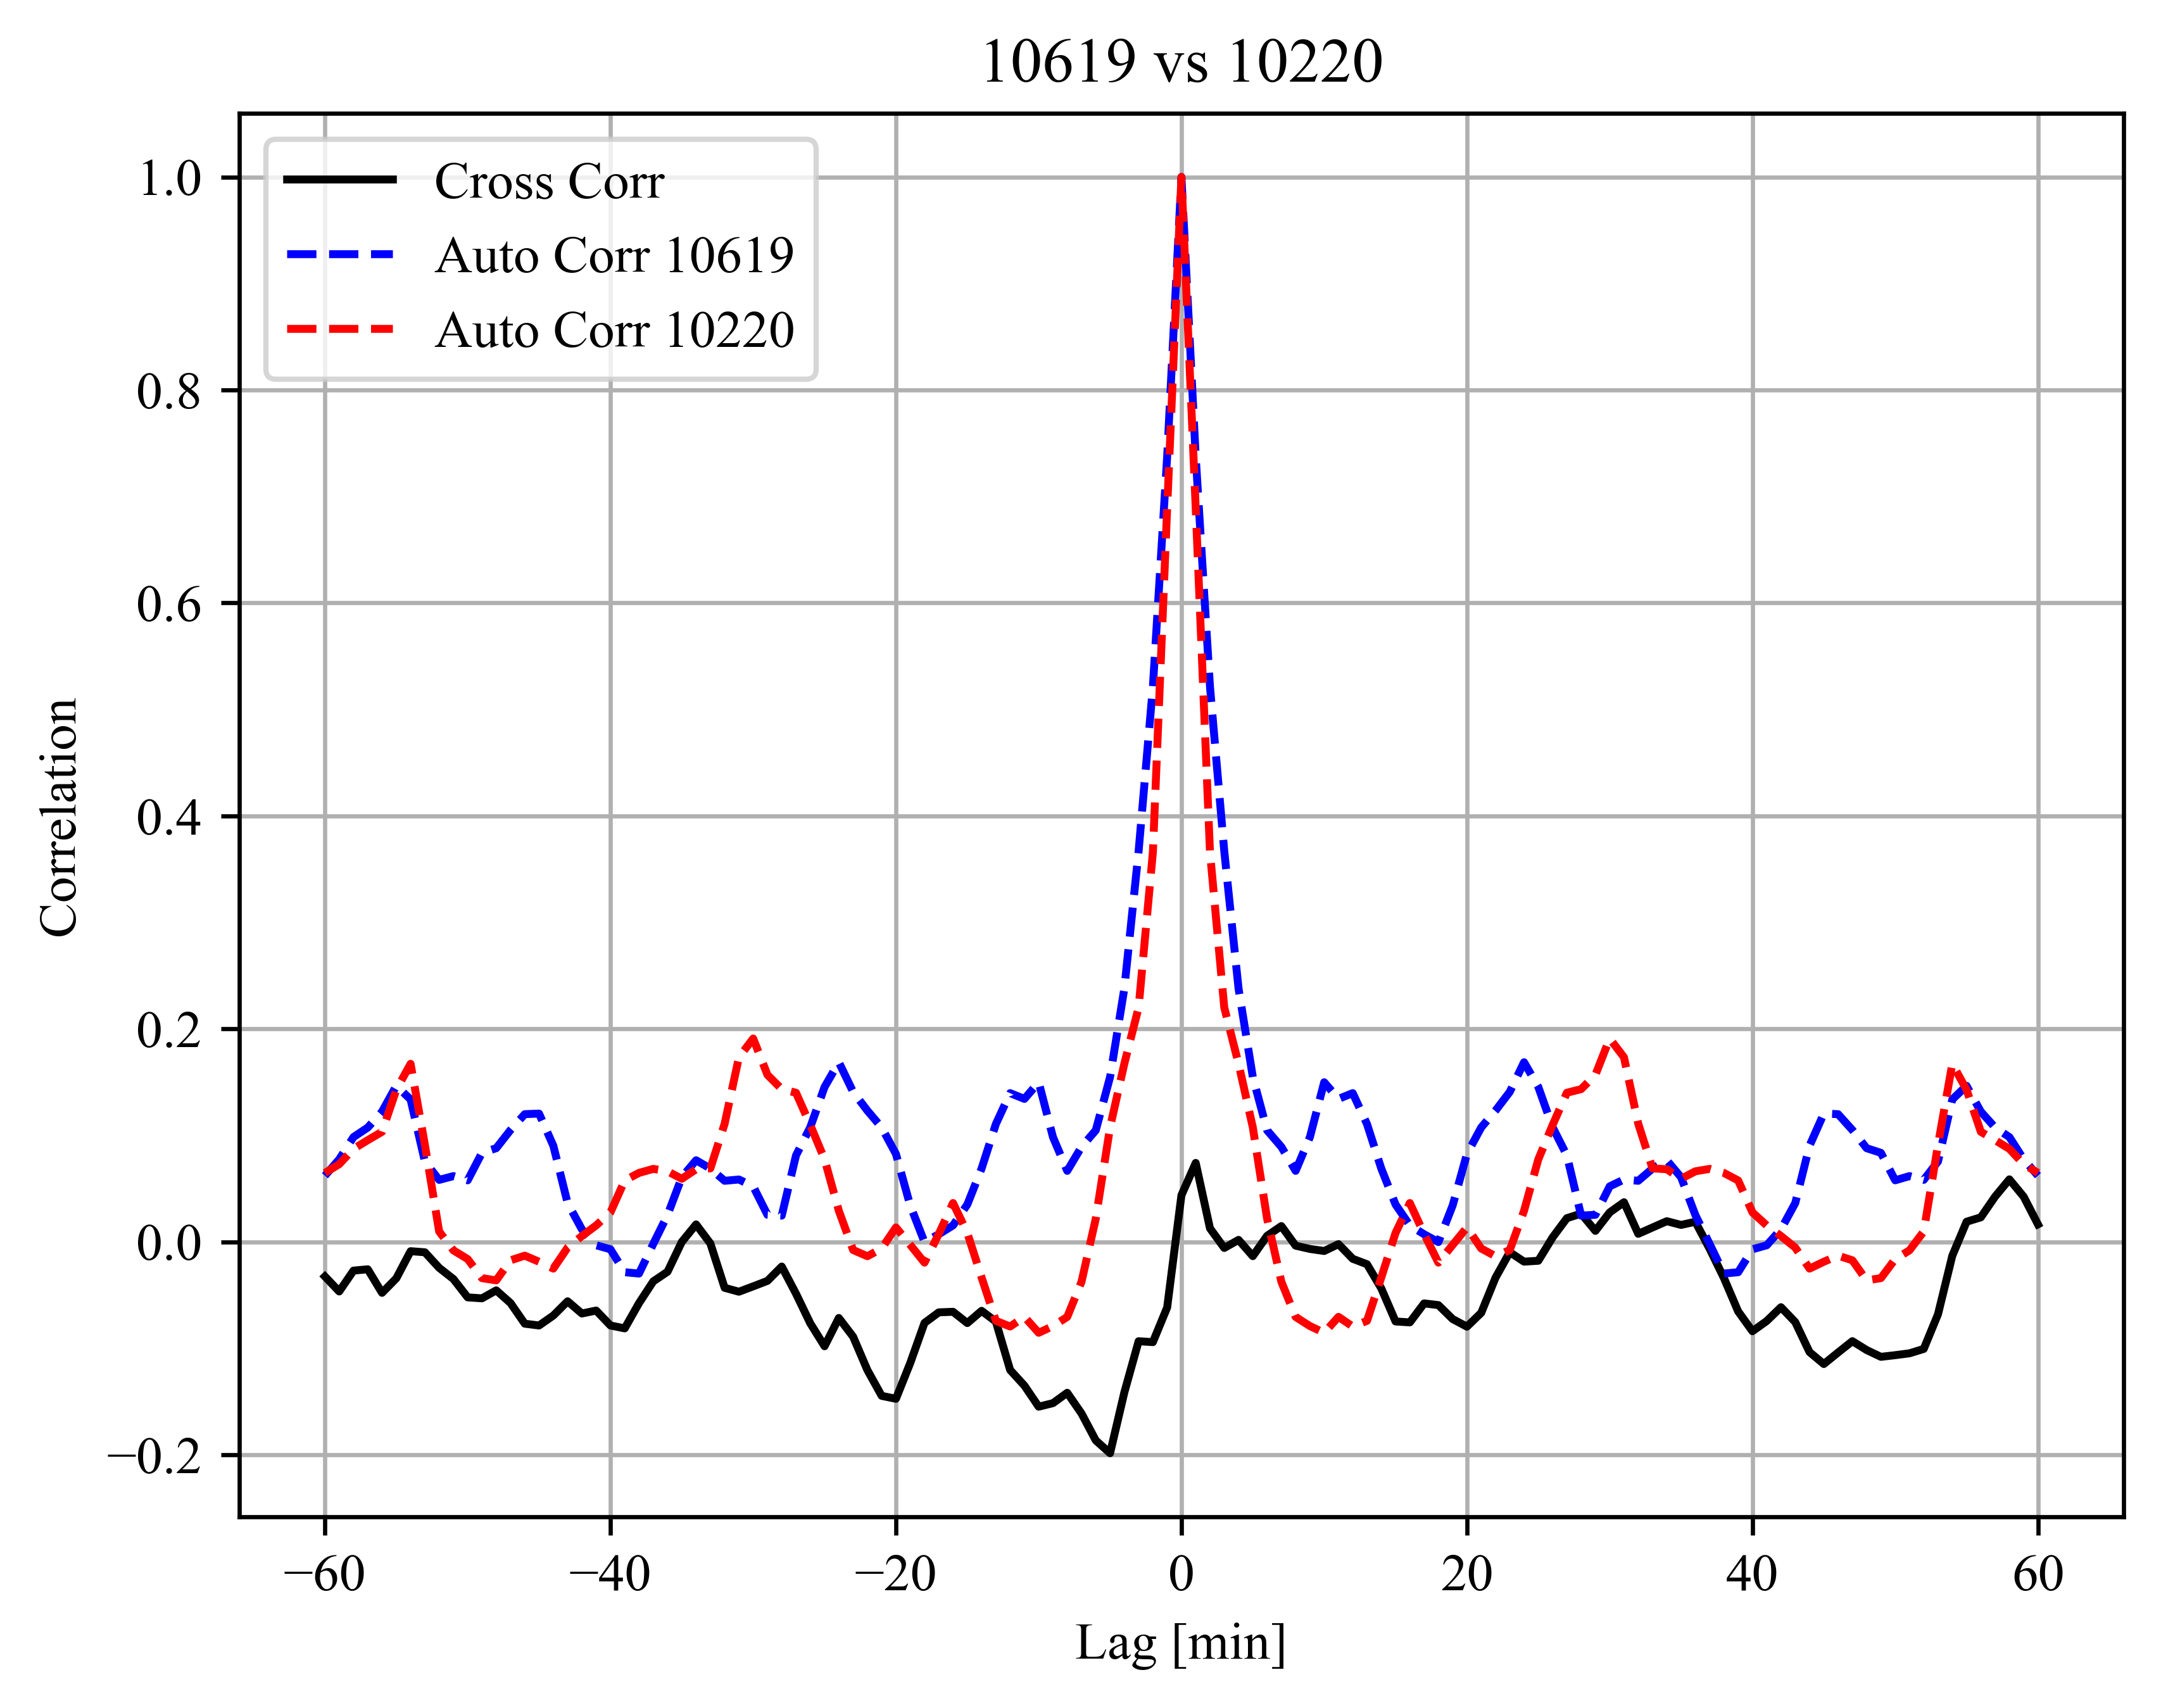 10619 vs 10220
Cross Corr
Auto Corr 10619
Auto Corr 10220
1.0
0.8
0.6
0.4
0.2
0.0
−0.2
Correlation
−60 −40 −20 0 20 40 60
Lag [min]